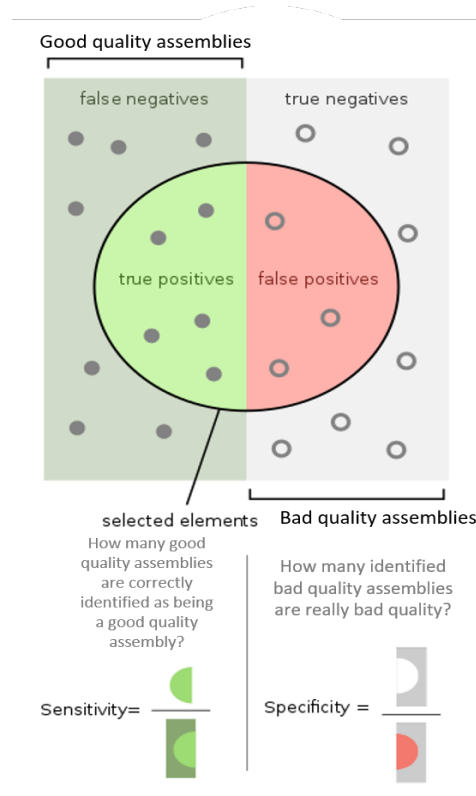 Good quality assemblies
false negatives
true negatives
true positives
false positives
selected elements
Bad quality assemblies
How many good
quality assemblies
are correctly
identified as being
a good quality
assembly?
How many identified
bad quality assemblies
are really bad quality?
Sensitivity=
Specificity =